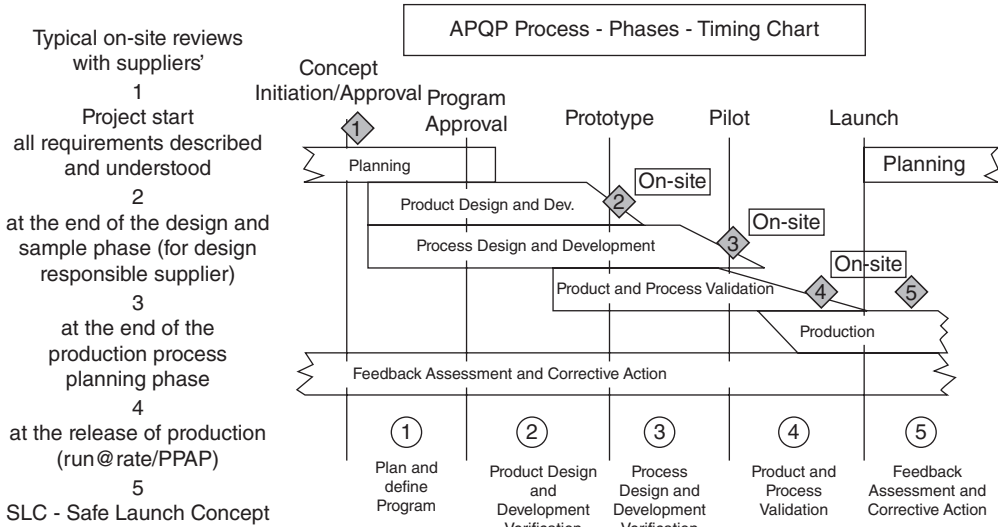 APQP Process - Phases - Timing Chart
Typical on-site reviews
with suppliers’
1
Project start
all requirements described
and understood
2
at the end of the design and
sample phase (for design
responsible supplier)
3
at the end of the
production process
planning phase
4
at the release of production
(run@rate/PPAP)
5
SLC - Safe Launch Concept
Concept
Initiation/Approval
Program
Approval
Prototype
Pilot
Launch
1
Planning
Planning
Product Design and Dev.
2
On-site
Process Design and Development
3
On-site
Product and Process Validation
4
On-site
5
Production
Feedback Assessment and Corrective Action
1
Plan and
define
Program
2
Product Design
and
Development
Verification
3
Process
Design and
Development
Verification
4
Product and
Process
Validation
5
Feedback
Assessment and
Corrective Action